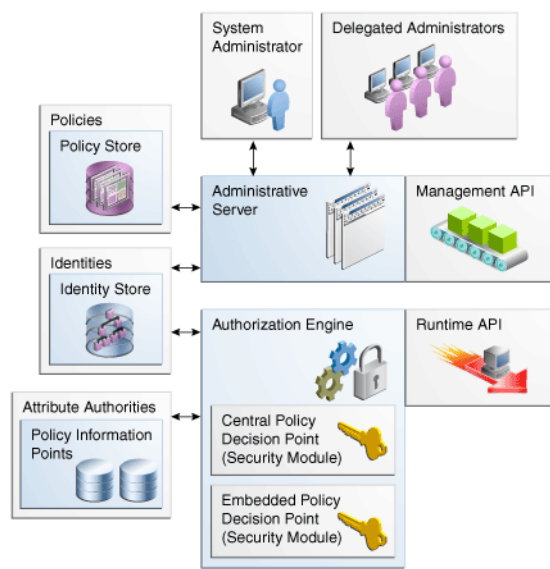 System
Administrator
Delegated Administrators
Policies
Policy Store
Administrative
Server
Management API
Identities
Identity Store
Authorization Engine
Runtime API
Attribute Authorities
Policy Information
Points
Central Policy
Decision Point
(Security Module)
Embedded Policy
Decision Point
(Security Module)